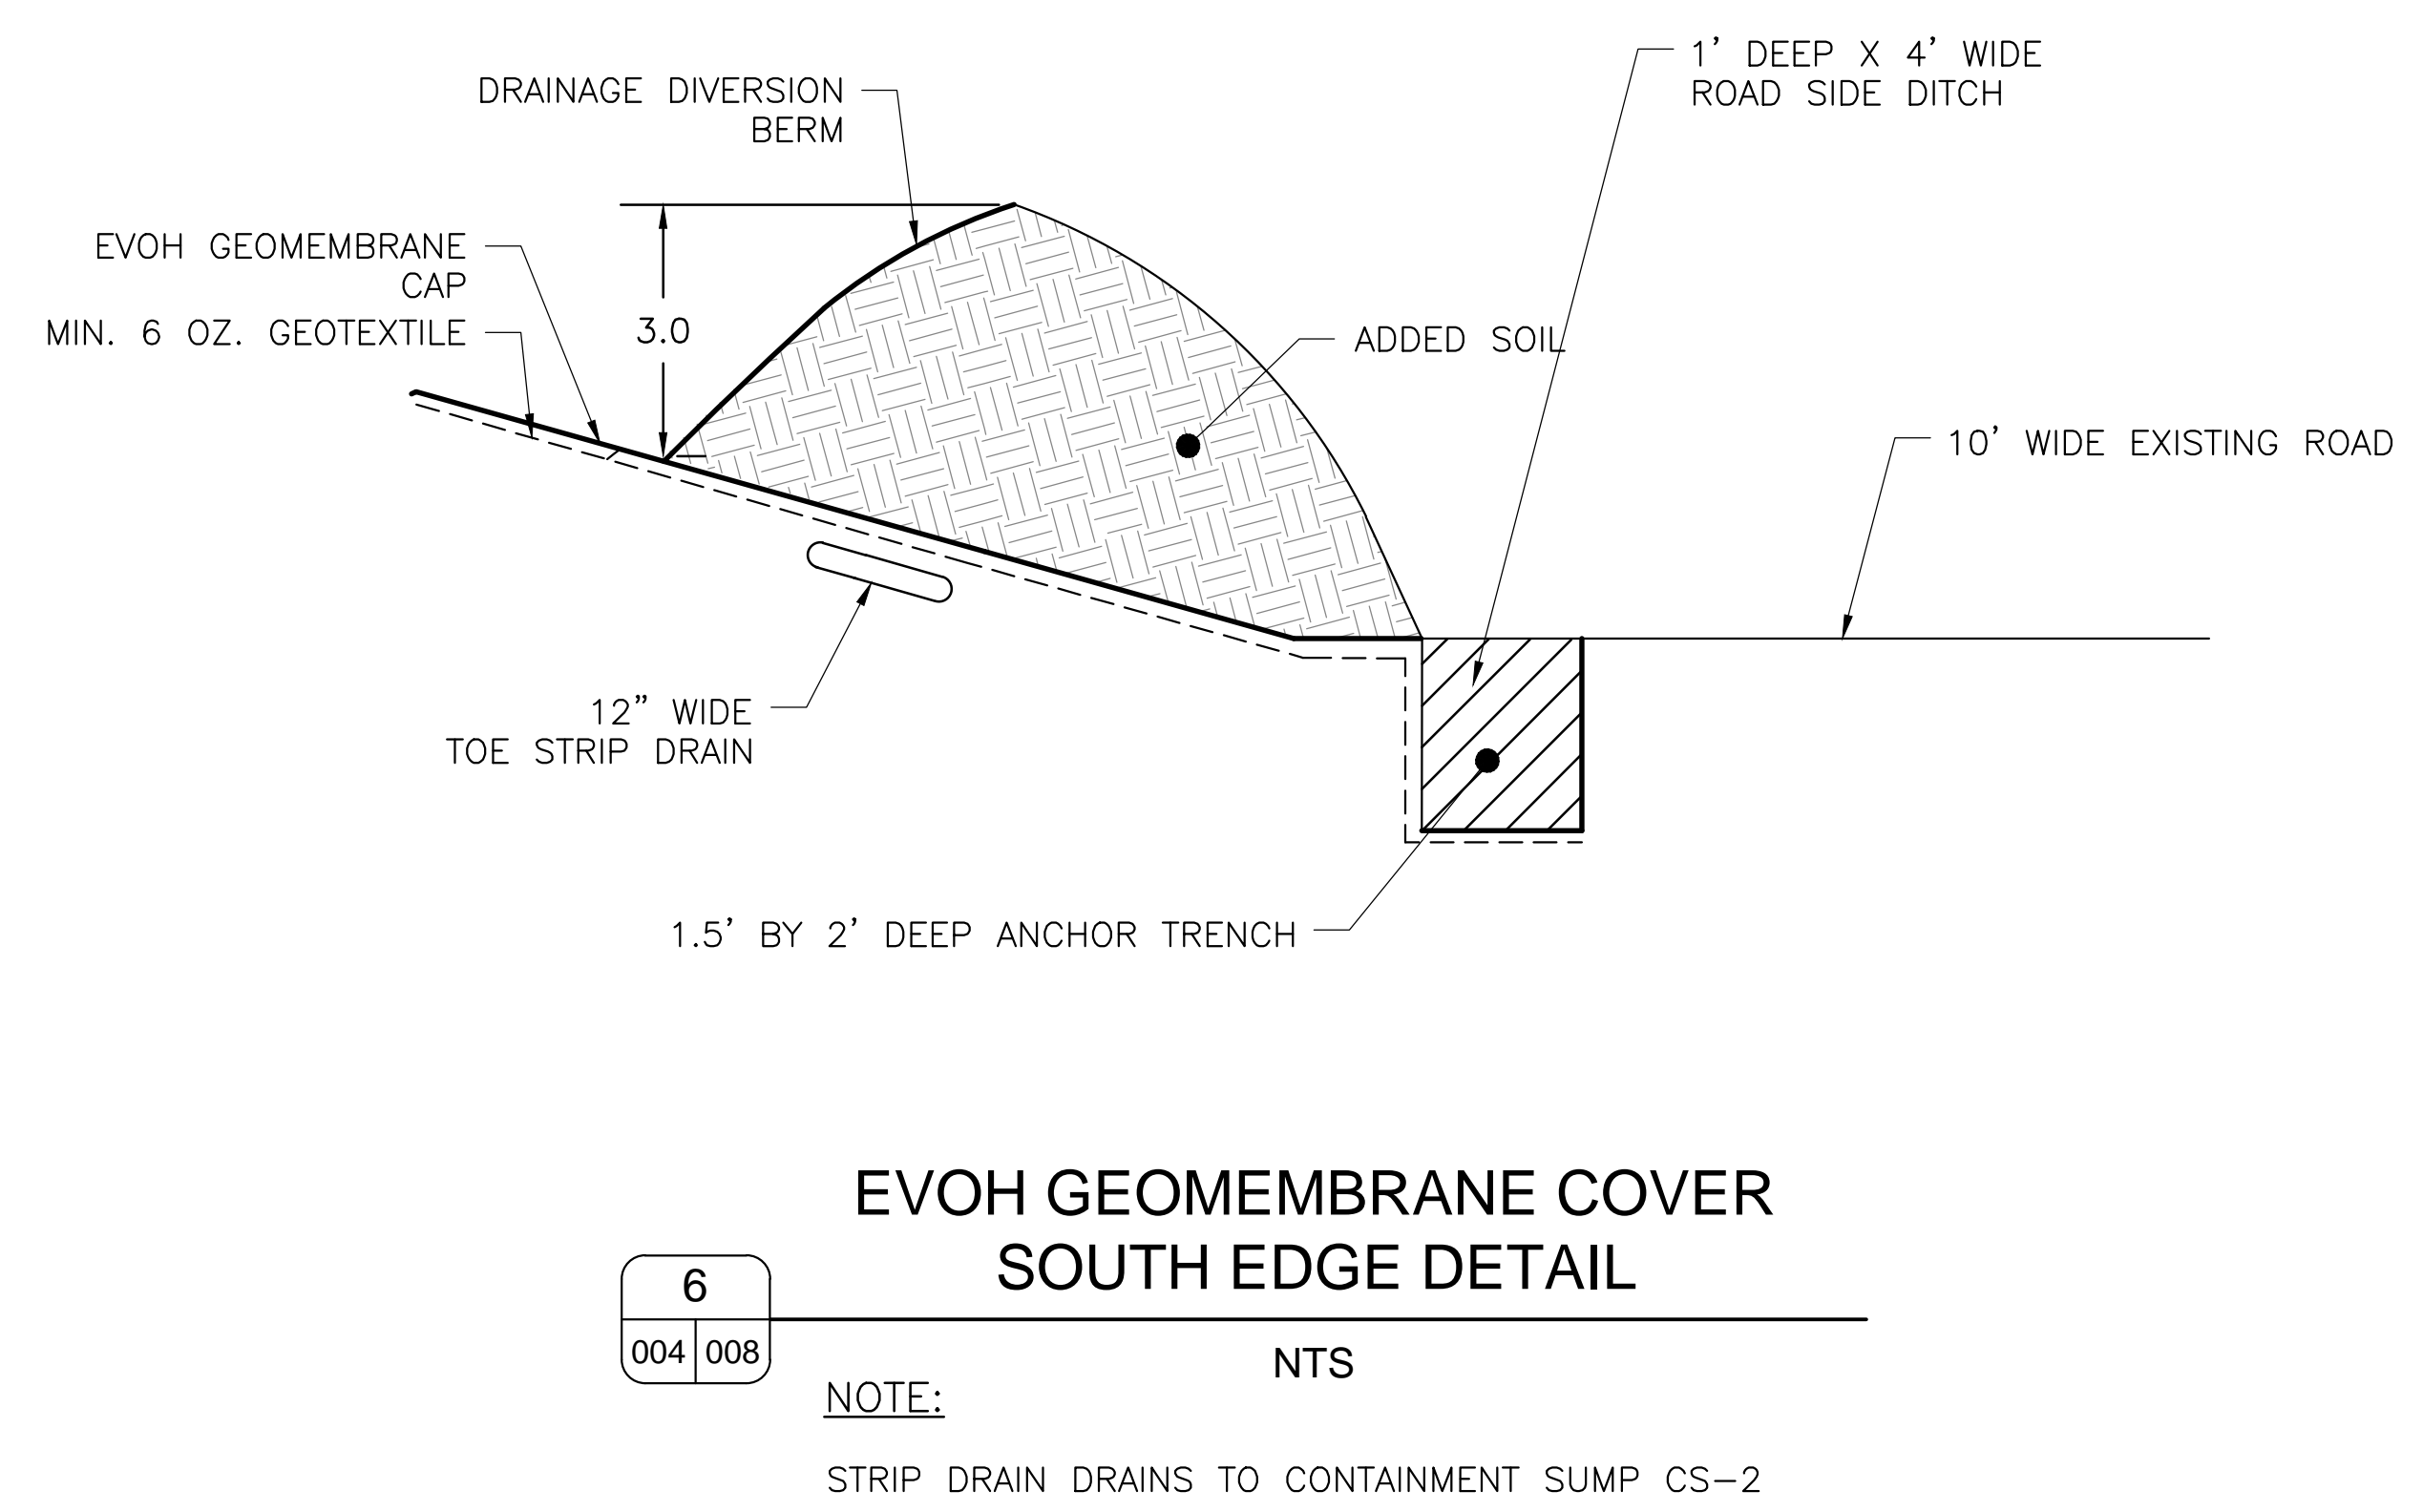 1' DEEP X 4' WIDE
ROAD SIDE DITCH
DRAINAGE DIVERSION
BERM
EVOH GEOMEMBRANE
CAP
MIN. 6 OZ. GEOTEXTILE
3.0
ADDED SOIL
10' WIDE EXISTING ROAD
12" WIDE
TOE STRIP DRAIN
1.5' BY 2' DEEP ANCHOR TRENCH
EVOH GEOMEMBRANE COVER
SOUTH EDGE DETAIL
6
004 008
NTS
NOTE:
STRIP DRAIN DRAINS TO CONTAINMENT SUMP CS-2